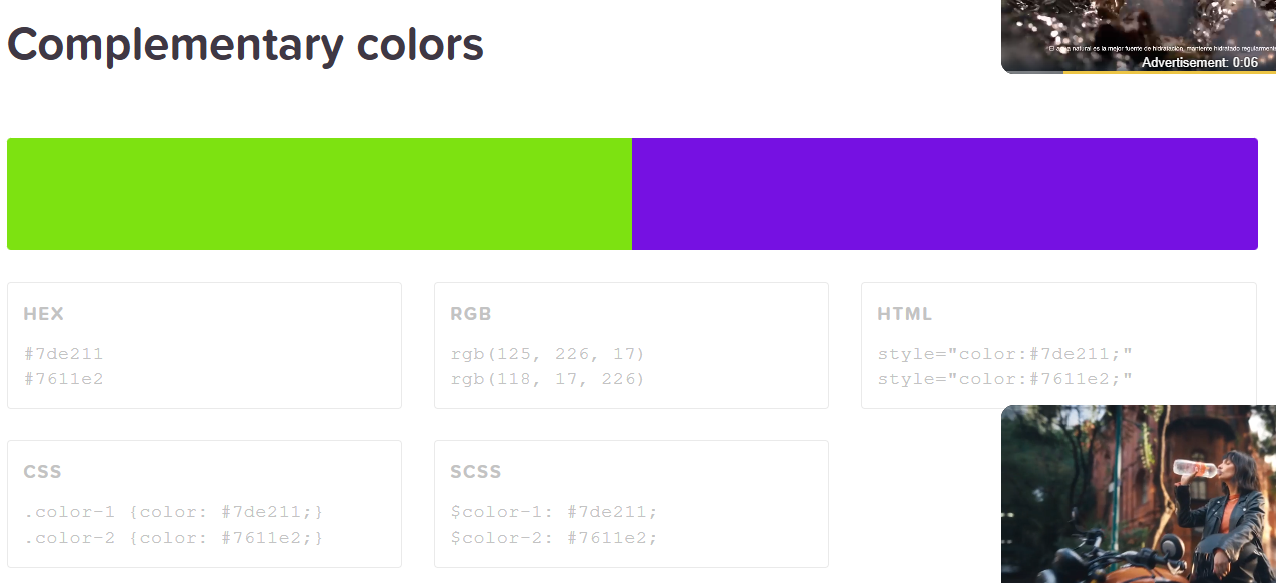 Complementary colors
El agua natural es la mejor fuente de hidratación, mantente hidratado regularmente
Advertisement: 0:06
HEX
#7de211
#7611e2
RGB
rgb(125, 226, 17)
rgb(118, 17, 226)
HTML
style="color:#7de211;"
style="color:#7611e2;"
CSS
.color-1 {color: #7de211;}
.color-2 {color: #7611e2;}
SCSS
$color-1: #7de211;
$color-2: #7611e2;